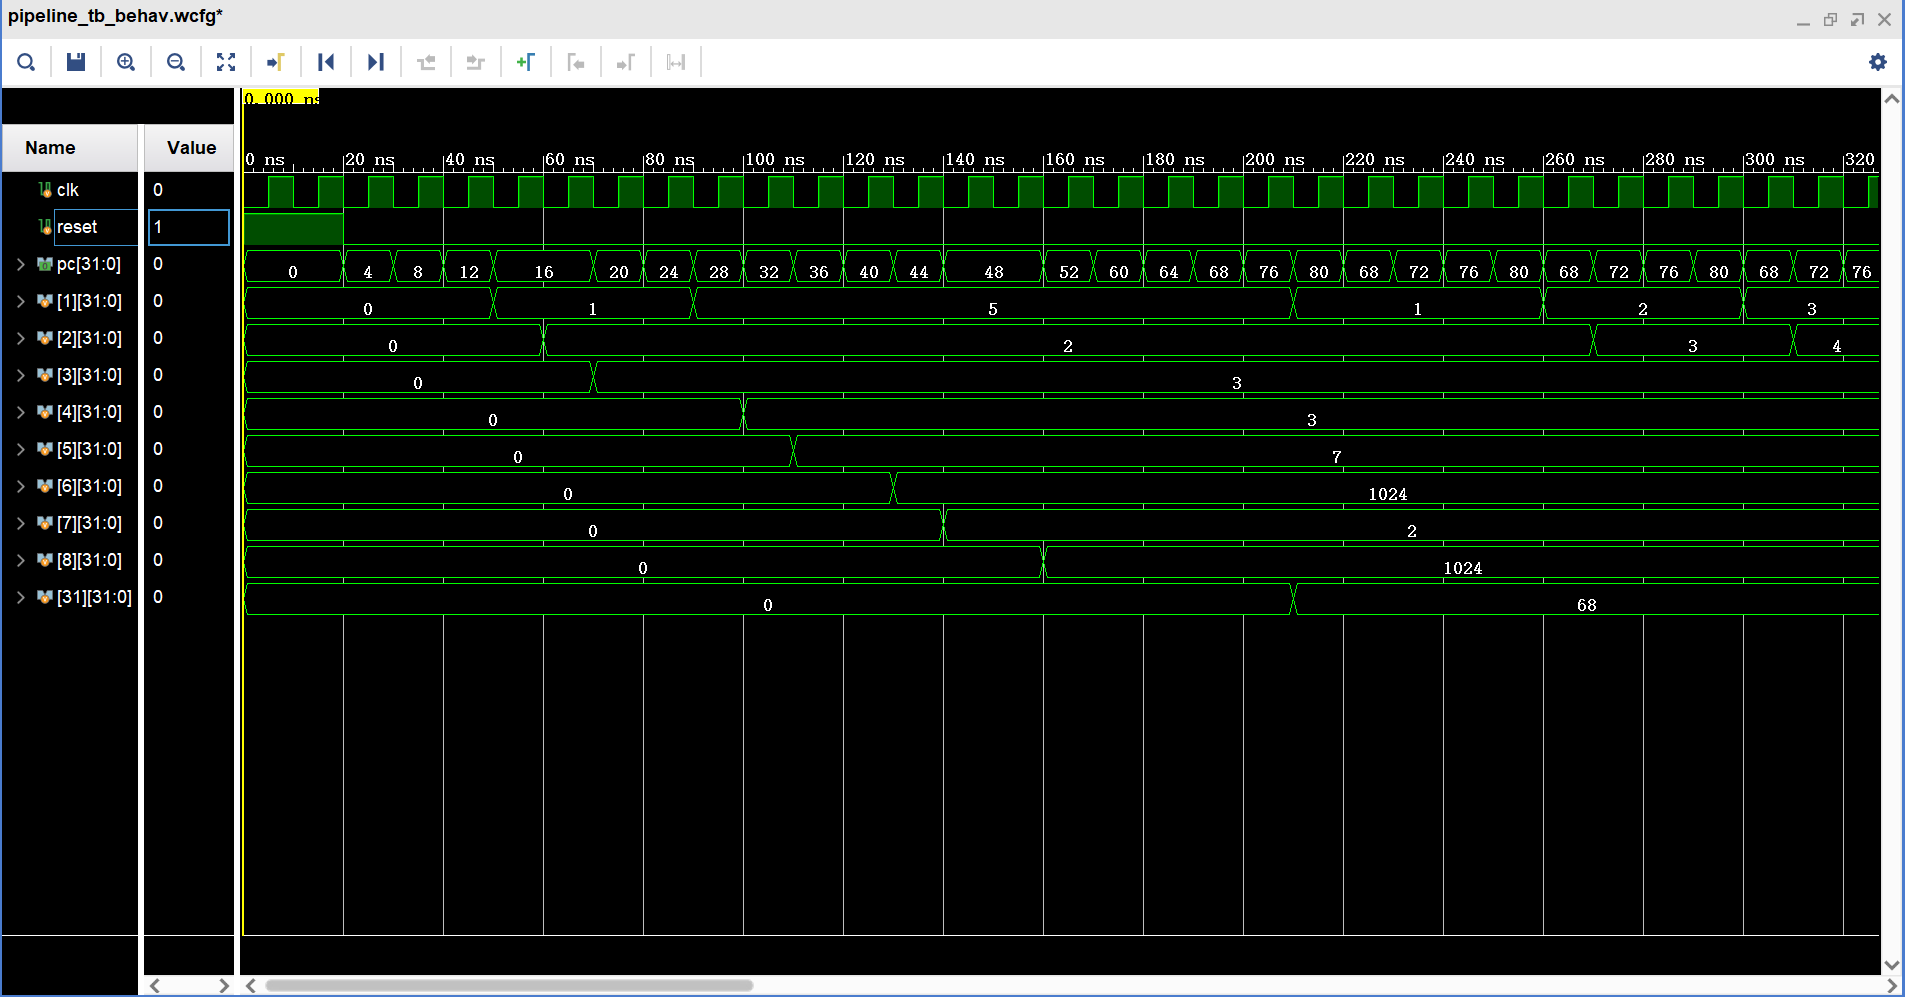 pipeline_tb_behav.wcfg*
0.000 ns
Name Value
0 ns 20 ns 40 ns 60 ns 80 ns 100 ns 120 ns 140 ns 160 ns 180 ns 200 ns 220 ns 240 ns 260 ns 280 ns 300 ns 320
clk 0
reset 1
pc[31:0] 0 0 4 8 12 16 20 24 28 32 36 40 44 48 52 60 64 68 76 80 68 72 76 80 68 72 76 80 68 72 76
[1][31:0] 0 0 1 5 1 2 3
[2][31:0] 0 0 2 3 4
[3][31:0] 0 0 3
[4][31:0] 0 0 3
[5][31:0] 0 0 7
[6][31:0] 0 0 1024
[7][31:0] 0 0 2
[8][31:0] 0 0 1024
[31][31:0] 0 0 68